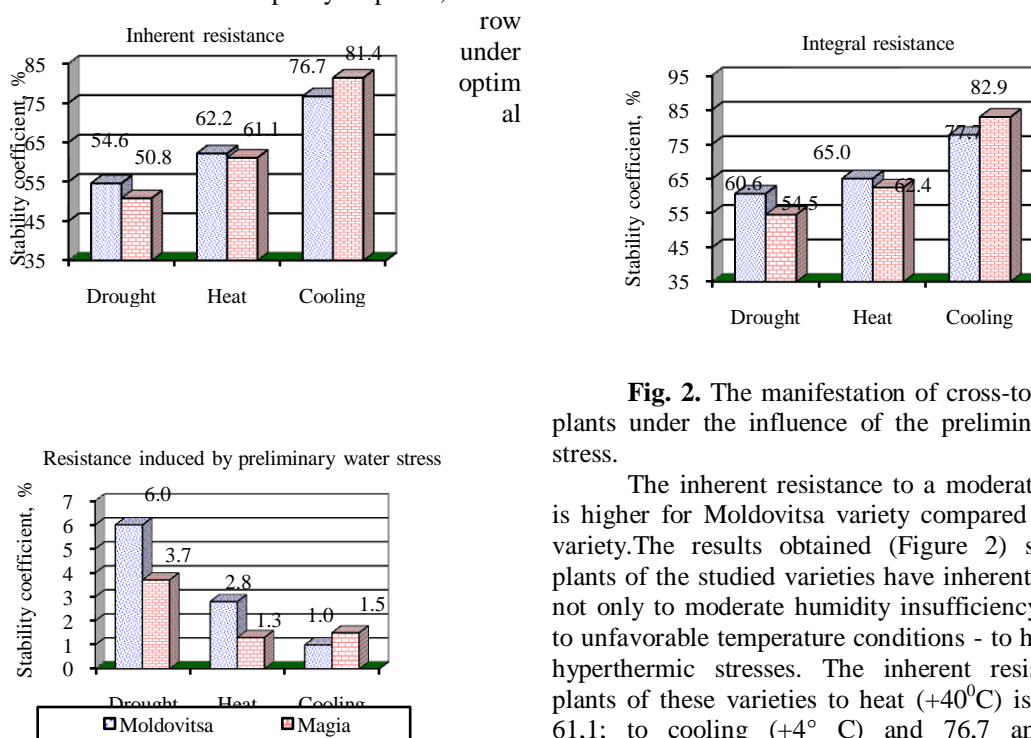 row
under
optim
al
Inherent resistance
Stability coefficient, %
85
75
65
55
45
35
54.6
50.8
62.2
61.1
76.7
81.4
Drought Heat Cooling
Resistance induced by preliminary water stress
Stability coefficient, %
7
6
5
4
3
2
1
0
6.0
3.7
2.8
1.3
1.0
1.5
Drought Heat Cooling
Moldovitsa Magia
Integral resistance
Stability coefficient, %
95
85
75
65
55
45
35
60.6
54.5
65.0
62.4
77.7
82.9
Drought Heat Cooling
Fig. 2. The manifestation of cross-to
plants under the influence of the prelimin
stress.
The inherent resistance to a moderat
is higher for Moldovitsa variety compared
variety.The results obtained (Figure 2) s
plants of the studied varieties have inherent
not only to moderate humidity insufficiency
to unfavorable temperature conditions - to h
hyperthermic stresses. The inherent resis
plants of these varieties to heat (+40⁰C) is
61,1; to cooling (+4° C) and 76,7 an